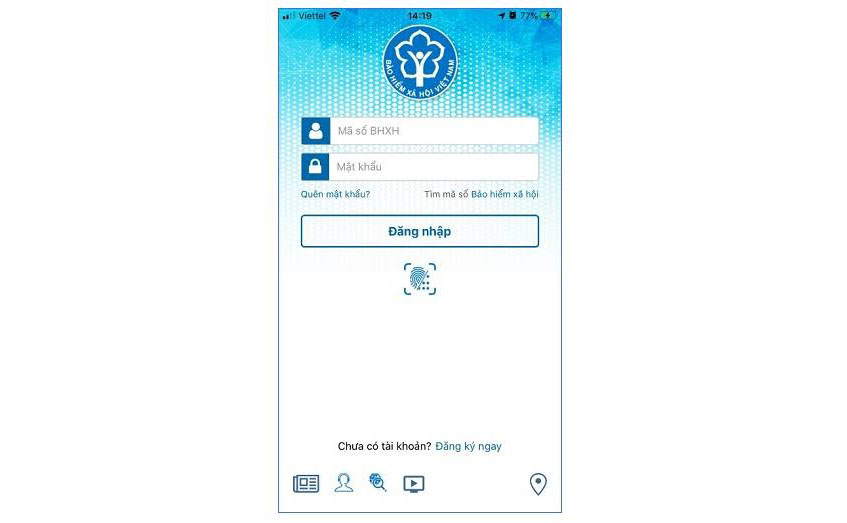 Viettel 14:19 77%
BẢO HIỂM XÃ HỘI VIỆT NAM
Mã số BHXH
Mật khẩu
Quên mật khẩu? Tìm mã số Bảo hiểm xã hội
Đăng nhập
Chưa có tài khoản? Đăng ký ngay